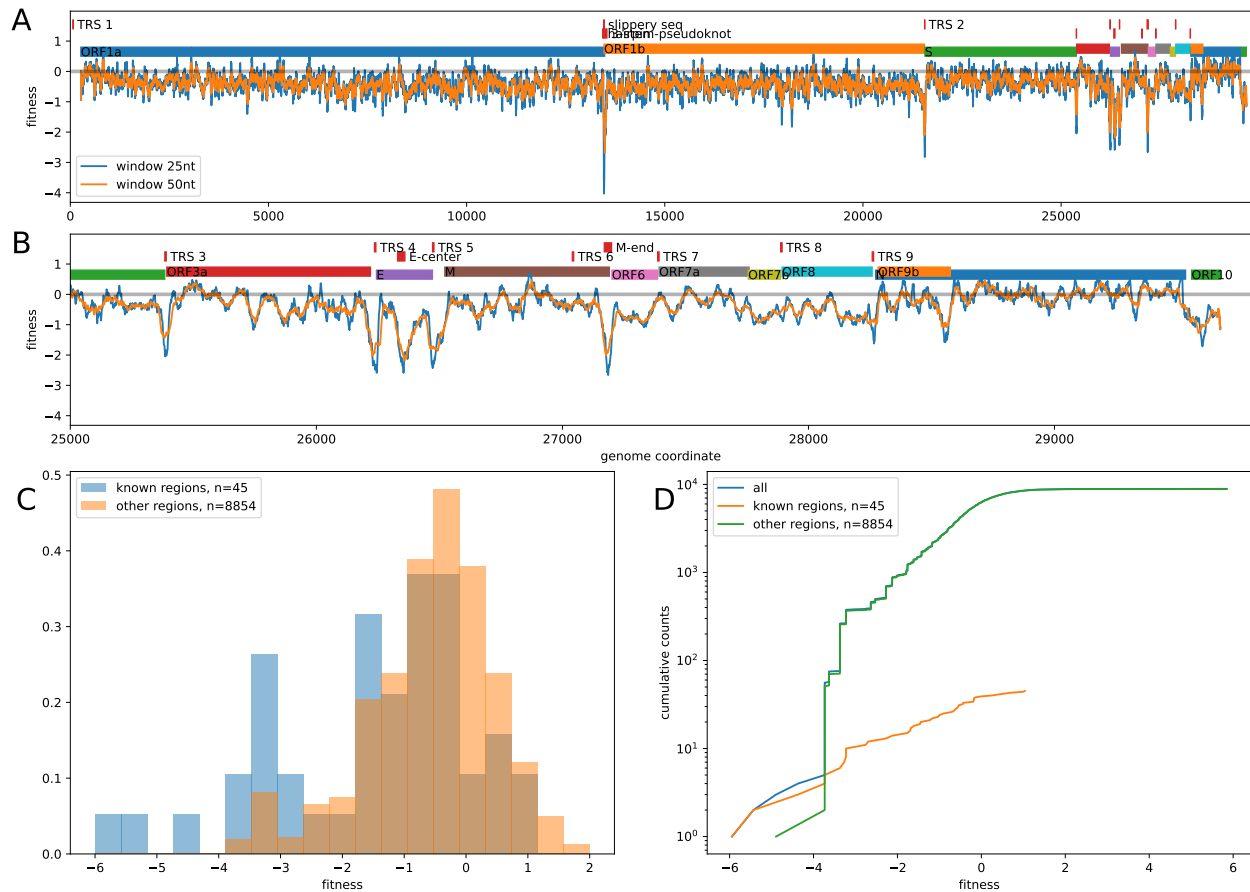 A
TRS 1
slippery seq
TRS 2
3-stem-pseudoknot
ORF1a
ORF1b
S
fitness
1
0
−1
−2
−3
−4
window 25nt
window 50nt
0
5000
10000
15000
20000
25000
B
TRS 4
TRS 5
M-end
TRS 8
TRS 3
E-center
TRS 6
TRS 7
TRS 9
ORF3a
E
M
ORF6
ORF7a
ORF7b
ORF8
ORF9b
ORF10
fitness
1
0
−1
−2
−3
−4
25000
26000
27000
28000
29000
genome coordinate
C
known regions, n=45
other regions, n=8854
0.5
0.4
0.3
0.2
0.1
0.0
−6
−5
−4
−3
−2
−1
0
1
2
fitness
D
all
known regions, n=45
other regions, n=8854
cumulative counts
10⁴
10³
10²
10¹
10⁰
−6
−4
−2
0
2
4
6
fitness